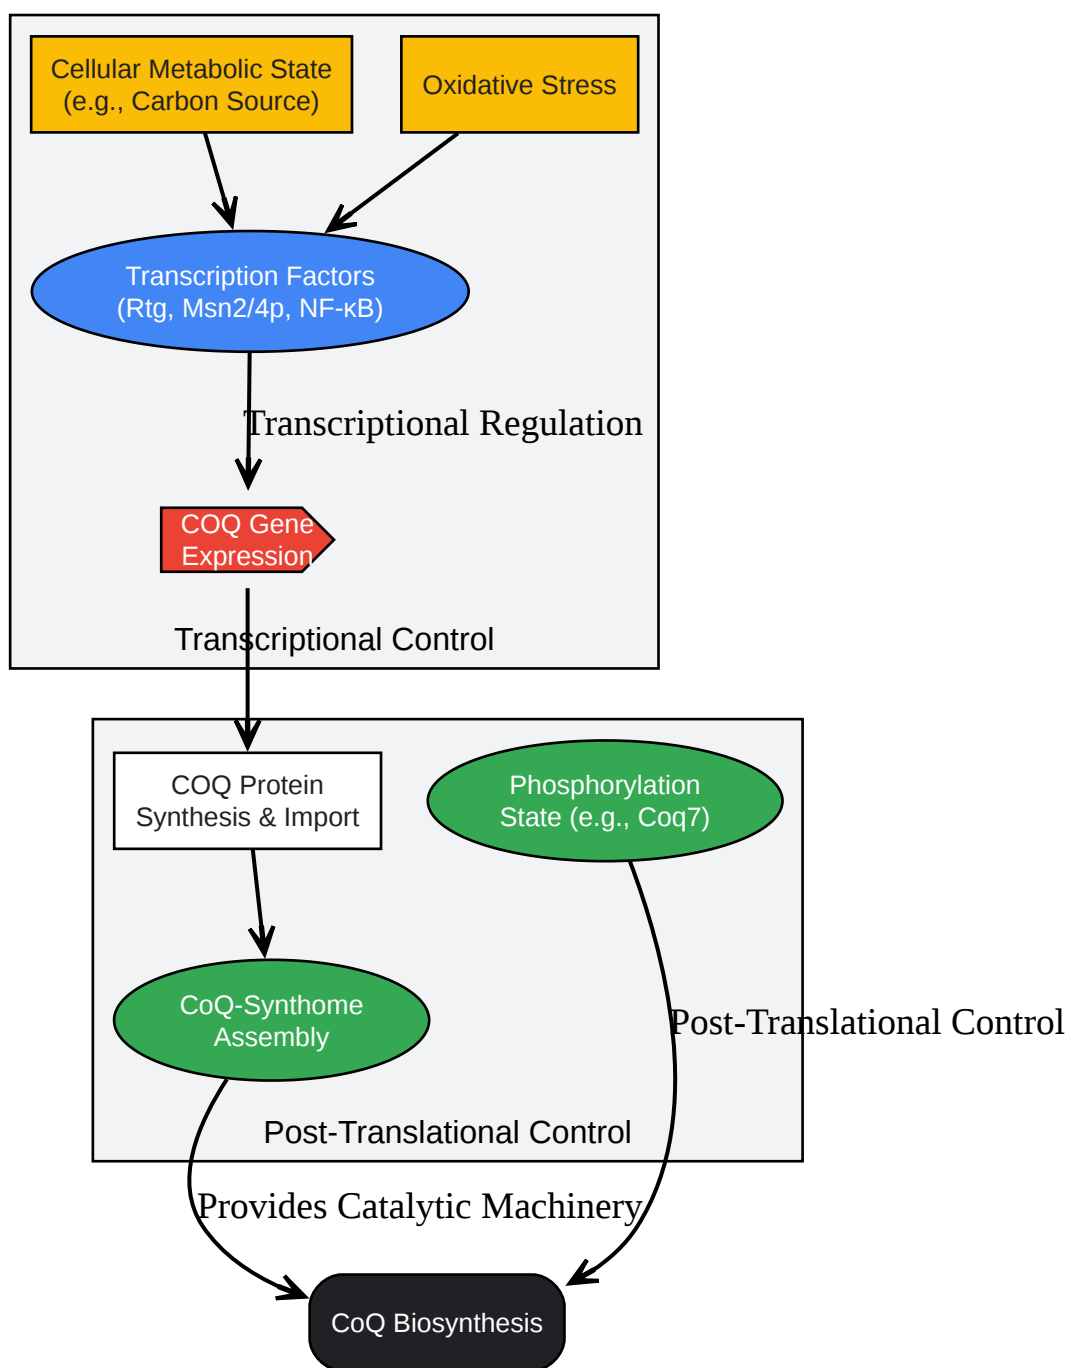 Cellular Metabolic State
(e.g., Carbon Source)
Oxidative Stress
Transcription Factors
(Rtg, Msn2/4p, NF-κB)
Transcriptional Regulation
COQ Gene
Expression
Transcriptional Control
COQ Protein
Synthesis & Import
Phosphorylation
State (e.g., Coq7)
CoQ-Synthome
Assembly
Post-Translational Control
Post-Translational Control
Provides Catalytic Machinery
CoQ Biosynthesis